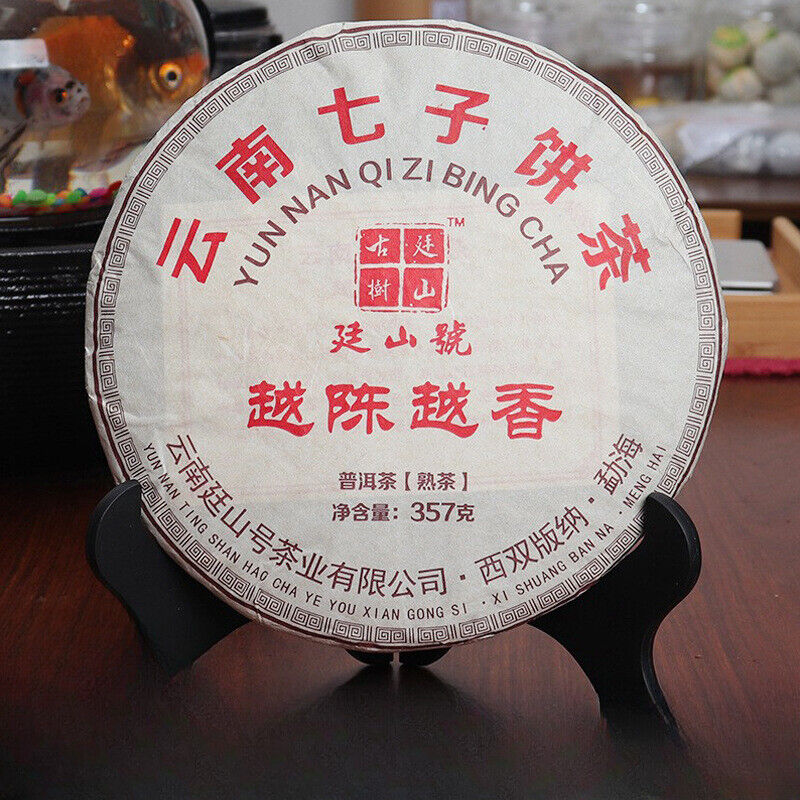 云南七子饼茶
YUN NAN QI ZI BING CHA
TM
古廷
樹山
廷山號
越陈越香
普洱茶【熟茶】
净含量：357克
云南廷山号茶业有限公司·西双版纳·勐海
YUN NAN TING SHAN HAO CHA YE YOU XIAN GONG SI · XI SHUANG BAN NA · MENG HAI